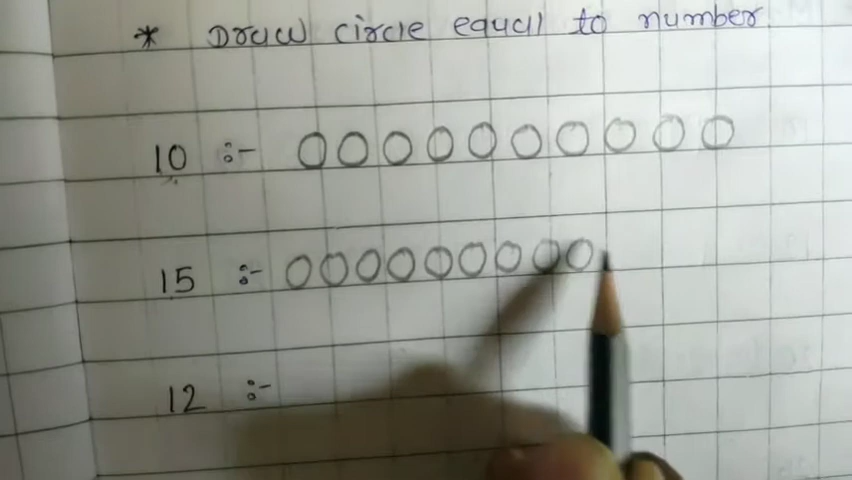 * Draw circle equal to number
10 :-
15 :-
12 :-